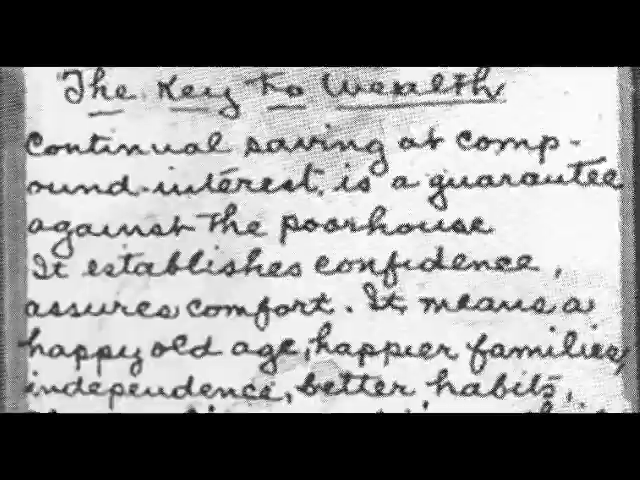 The Key to Wealth
Continual saving at comp-
ound-interest, is a guarantee
against the poorhouse
It establishes confidence,
assures comfort. It means a
happy old age, happier families,
independence, better habits,